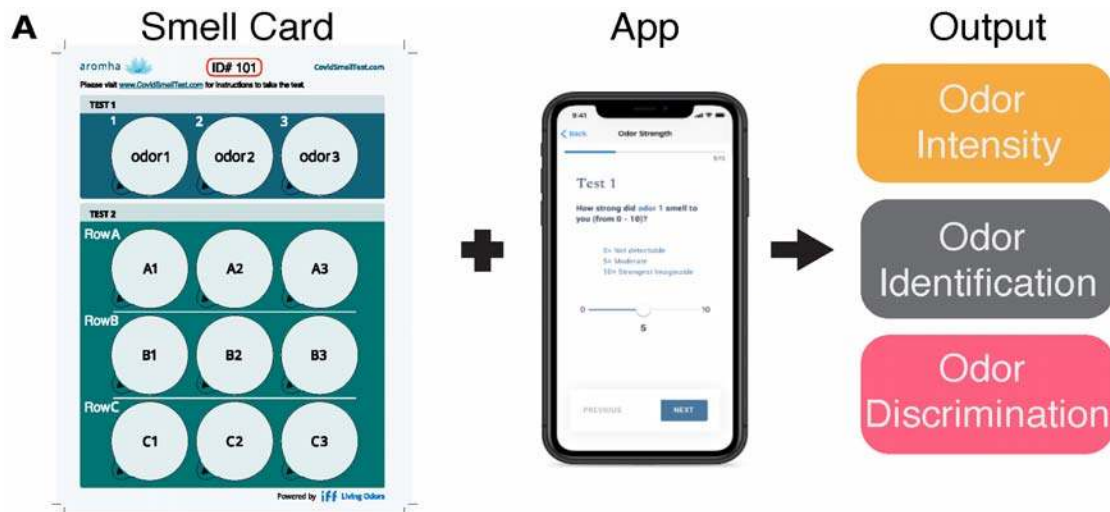 A
Smell Card
App
Output
aromha
ID# 101
CovidSmellTest.com
Please visit www.CovidSmellTest.com for instructions to take the test.
TEST 1
1 2 3
odor1 odor2 odor3
TEST 2
RowA
A1 A2 A3
RowB
B1 B2 B3
RowC
C1 C2 C3
Powered by iff Living Odors
9:41
Back Odor Strength
Test 1
How strong did odor 1 smell to
you (from 0 - 10)?
0= Not detectable
5= Moderate
10= Strongest Imaginable
0 10
5
PREVIOUS NEXT
Odor
Intensity
Odor
Identification
Odor
Discrimination